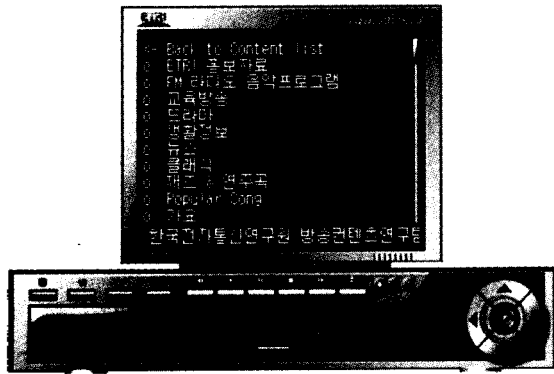 ETRI
<- Back to Content list
o ETRI 홍보자료
o FM 라디오 음악프로그램
o 교육방송
o 드라마
o 생활정보
o 뉴스
o 클래식
o 재즈 & 연주곡
o Popular Song
o 가요
한국전자통신연구원 방송컨텐츠연구팀